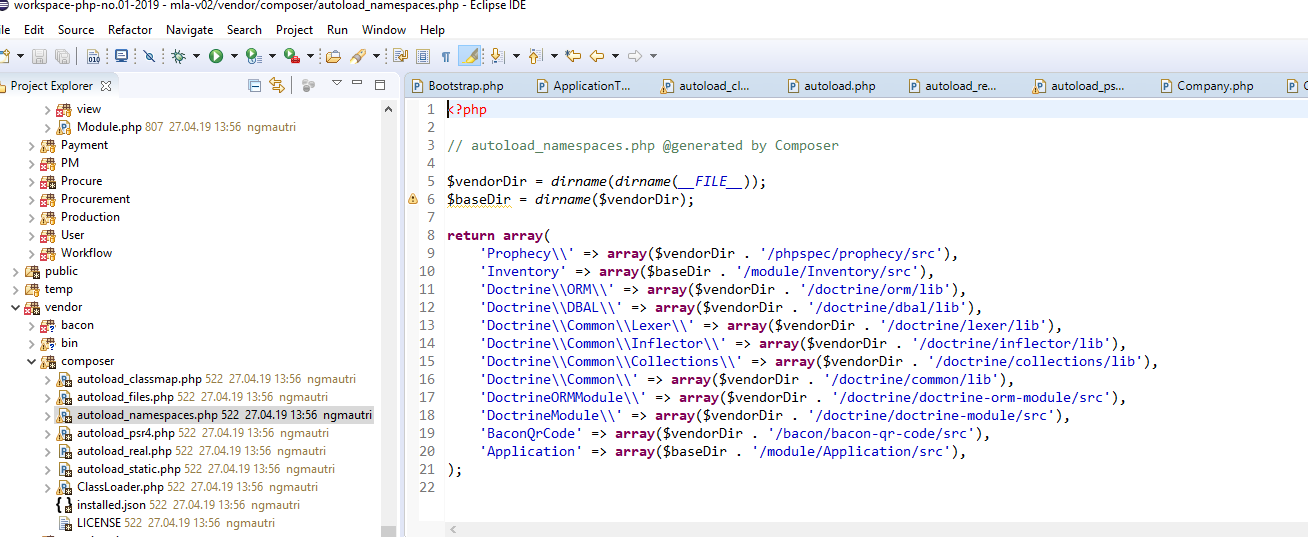 workspace-php-no.01-2019 - mla-v02/vendor/composer/autoload_namespaces.php - Eclipse IDE
ile Edit Source Refactor Navigate Search Project Run Window Help
Project Explorer
Bootstrap.php ApplicationT... autoload_cl... autoload.php autoload_re... autoload_ps... Company.php
view
Module.php 807 27.04.19 13:56 ngmautri
Payment
PM
Procure
Procurement
Production
User
Workflow
public
temp
vendor
bacon
bin
composer
autoload_classmap.php 522 27.04.19 13:56 ngmautri
autoload_files.php 522 27.04.19 13:56 ngmautri
autoload_namespaces.php 522 27.04.19 13:56 ngmautri
autoload_psr4.php 522 27.04.19 13:56 ngmautri
autoload_real.php 522 27.04.19 13:56 ngmautri
autoload_static.php 522 27.04.19 13:56 ngmautri
ClassLoader.php 522 27.04.19 13:56 ngmautri
installed.json 522 27.04.19 13:56 ngmautri
LICENSE 522 27.04.19 13:56 ngmautri
1 <?php
2
3 // autoload_namespaces.php @generated by Composer
4
5 $vendorDir = dirname(dirname(__FILE__));
6 $baseDir = dirname($vendorDir);
7
8 return array(
9 'Prophecy\\' => array($vendorDir . '/phpspec/prophecy/src'),
10 'Inventory' => array($baseDir . '/module/Inventory/src'),
11 'Doctrine\\ORM\\' => array($vendorDir . '/doctrine/orm/lib'),
12 'Doctrine\\DBAL\\' => array($vendorDir . '/doctrine/dbal/lib'),
13 'Doctrine\\Common\\Lexer\\' => array($vendorDir . '/doctrine/lexer/lib'),
14 'Doctrine\\Common\\Inflector\\' => array($vendorDir . '/doctrine/inflector/lib'),
15 'Doctrine\\Common\\Collections\\' => array($vendorDir . '/doctrine/collections/lib'),
16 'Doctrine\\Common\\' => array($vendorDir . '/doctrine/common/lib'),
17 'DoctrineORMModule\\' => array($vendorDir . '/doctrine/doctrine-orm-module/src'),
18 'DoctrineModule\\' => array($vendorDir . '/doctrine/doctrine-module/src'),
19 'BaconQrCode' => array($vendorDir . '/bacon/bacon-qr-code/src'),
20 'Application' => array($baseDir . '/module/Application/src'),
21 );
22